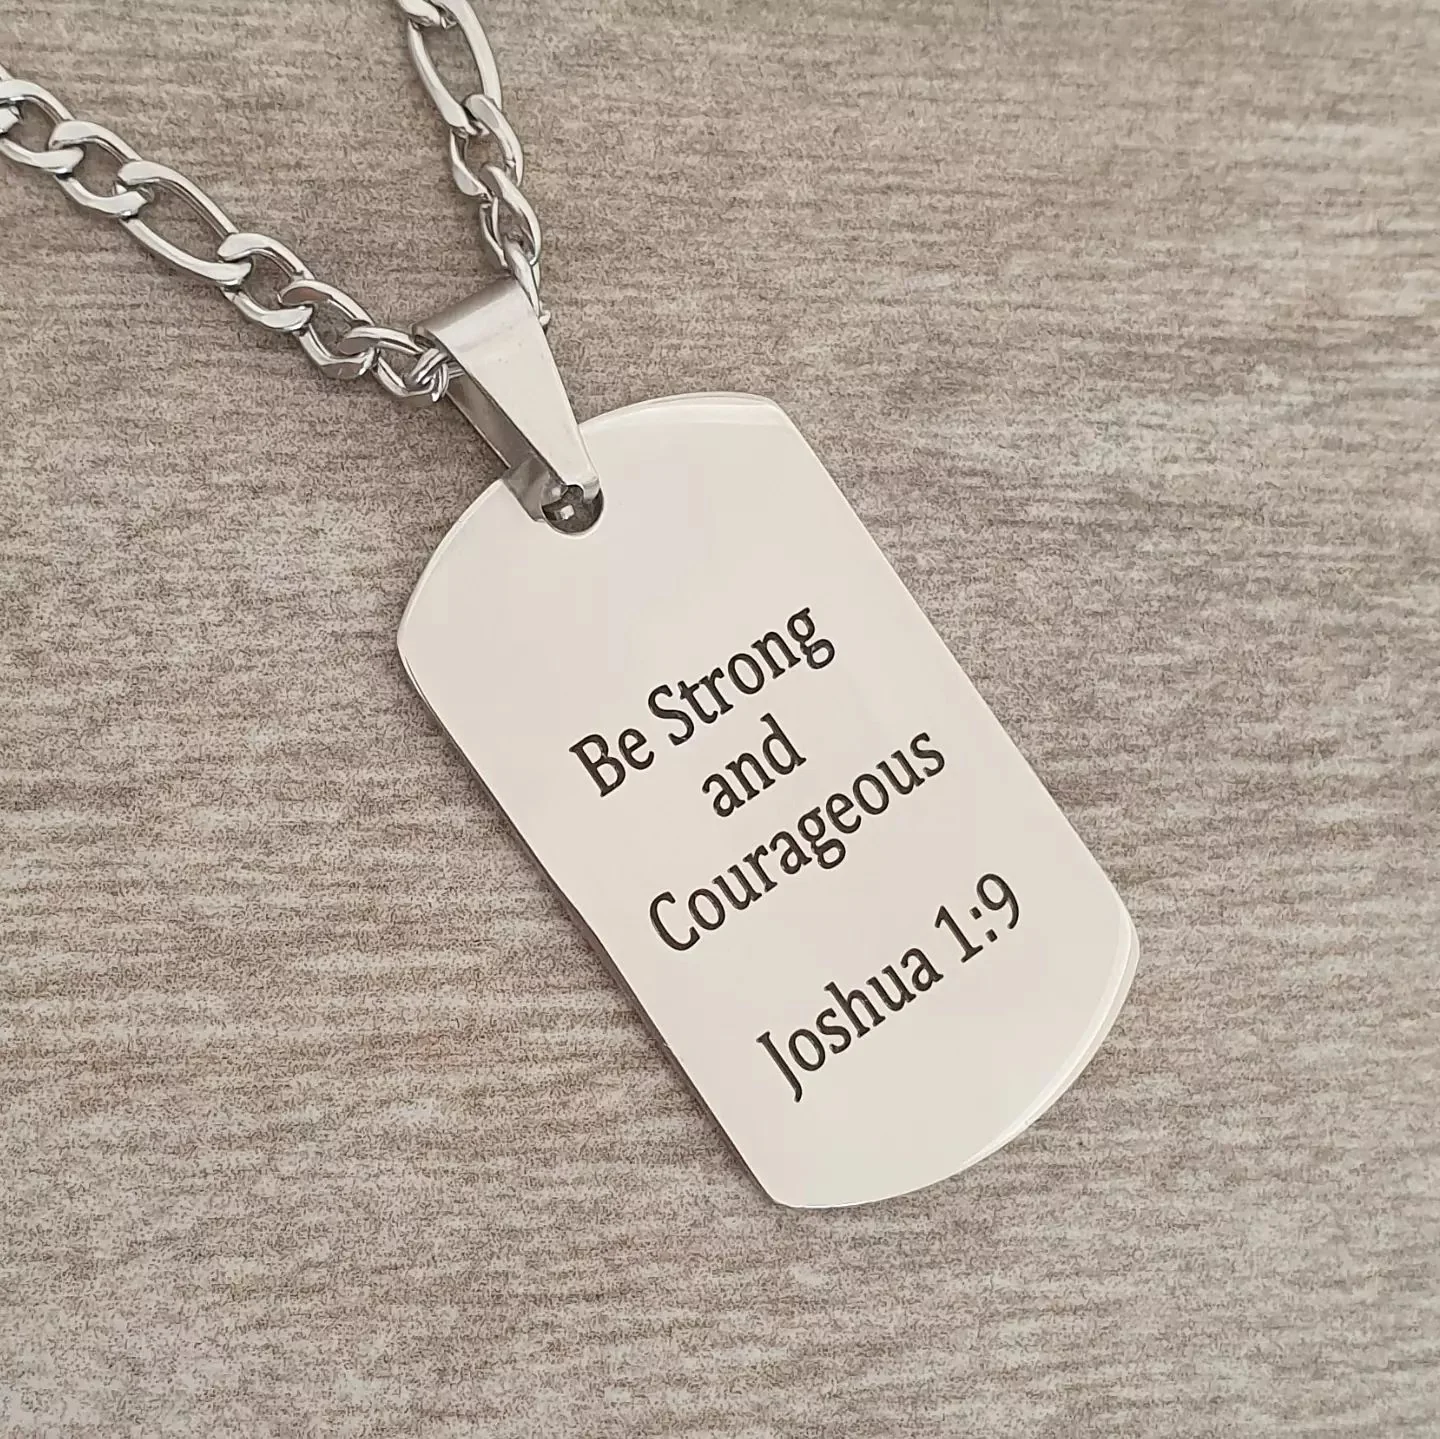 Be Strong
and
Courageous
Joshua 1:9